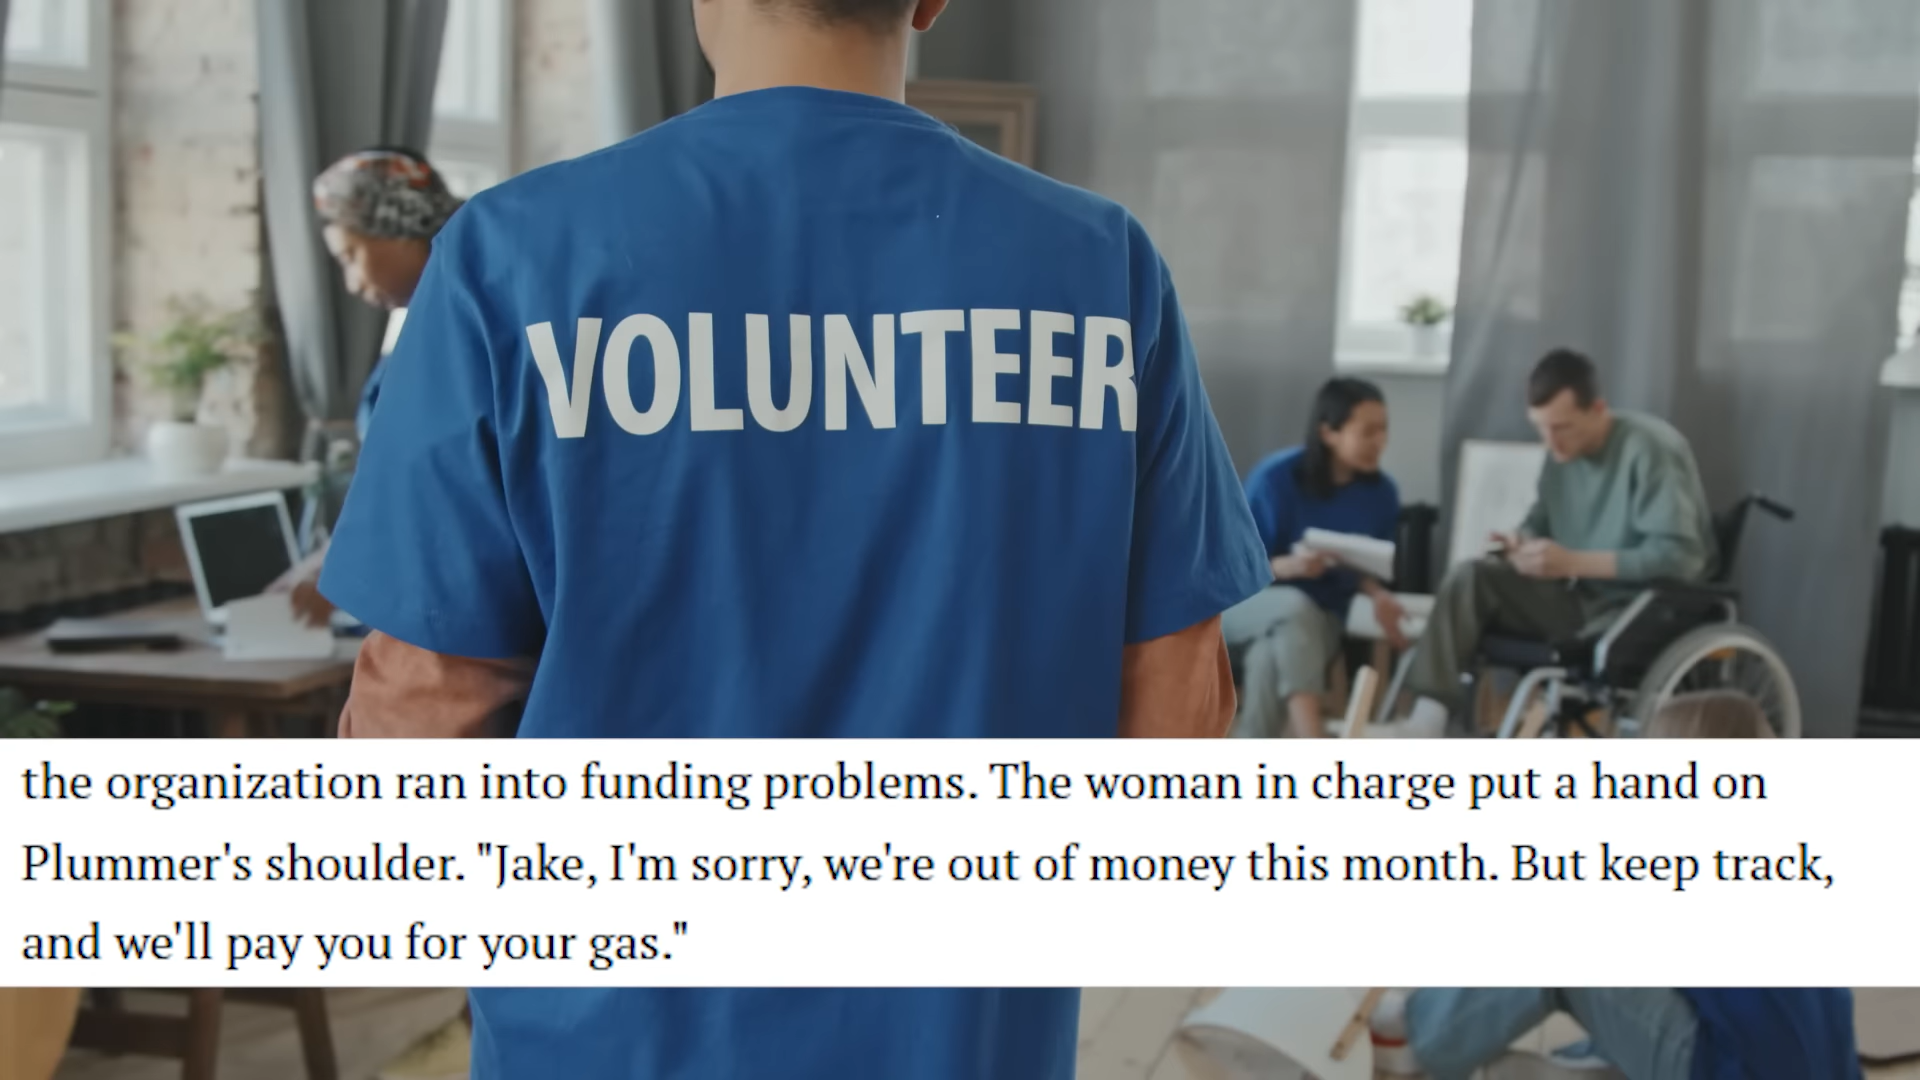 VOLUNTEER
the organization ran into funding problems. The woman in charge put a hand on
Plummer's shoulder. "Jake, I'm sorry, we're out of money this month. But keep track,
and we'll pay you for your gas."